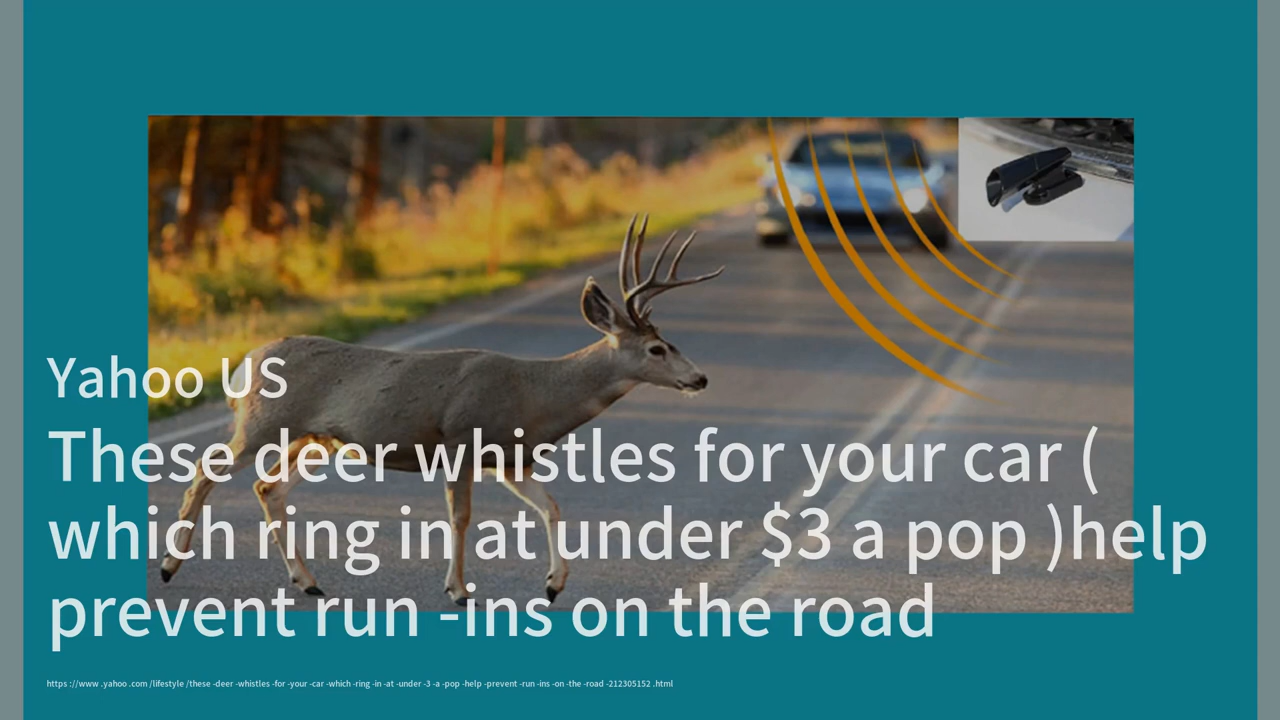 Yahoo US
These deer whistles for your car (
which ring in at under $3 a pop )help
prevent run -ins on the road
https ://www .yahoo .com /lifestyle /these -deer -whistles -for -your -car -which -ring -in -at -under -3 -a -pop -help -prevent -run -ins -on -the -road -212305152 .html